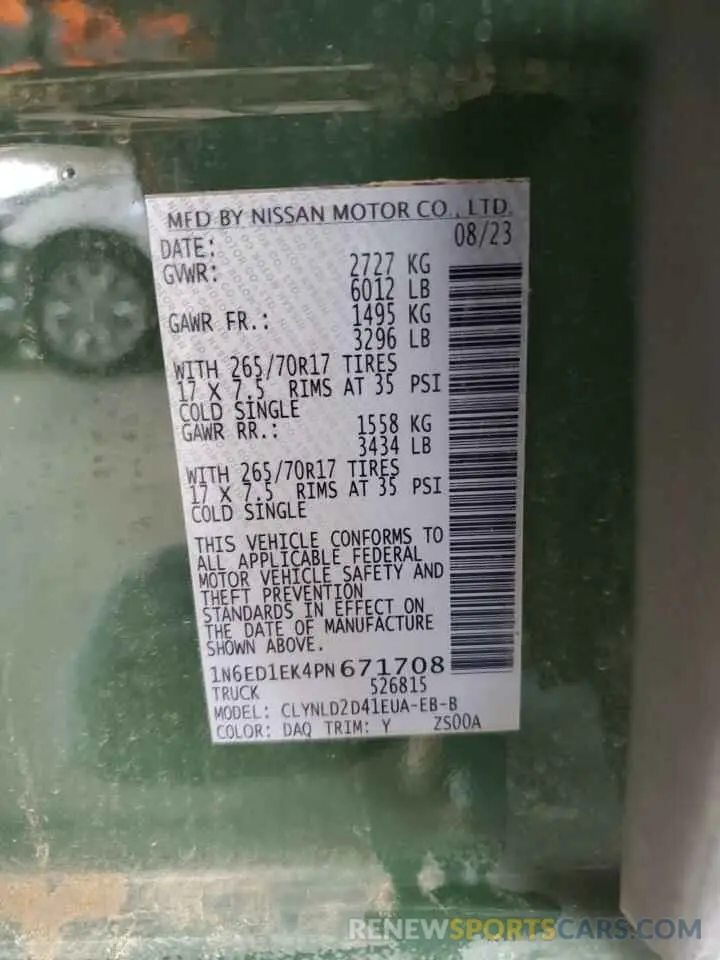 MFD BY NISSAN MOTOR CO., LTD.
DATE: 08/23
GVWR: 2727 KG
6012 LB
GAWR FR.: 1495 KG
3296 LB
WITH 265/70R17 TIRES
17 X 7.5 RIMS AT 35 PSI
COLD SINGLE
GAWR RR.: 1558 KG
3434 LB
WITH 265/70R17 TIRES
17 X 7.5 RIMS AT 35 PSI
COLD SINGLE
THIS VEHICLE CONFORMS TO
ALL APPLICABLE FEDERAL
MOTOR VEHICLE SAFETY AND
THEFT PREVENTION
STANDARDS IN EFFECT ON
THE DATE OF MANUFACTURE
SHOWN ABOVE.
1N6ED1EK4PN671708
TRUCK 526815
MODEL: CLYNLD2D41EUA-EB-B
COLOR: DAQ TRIM: Y ZS00A
RENEWSPORTSCARS.COM